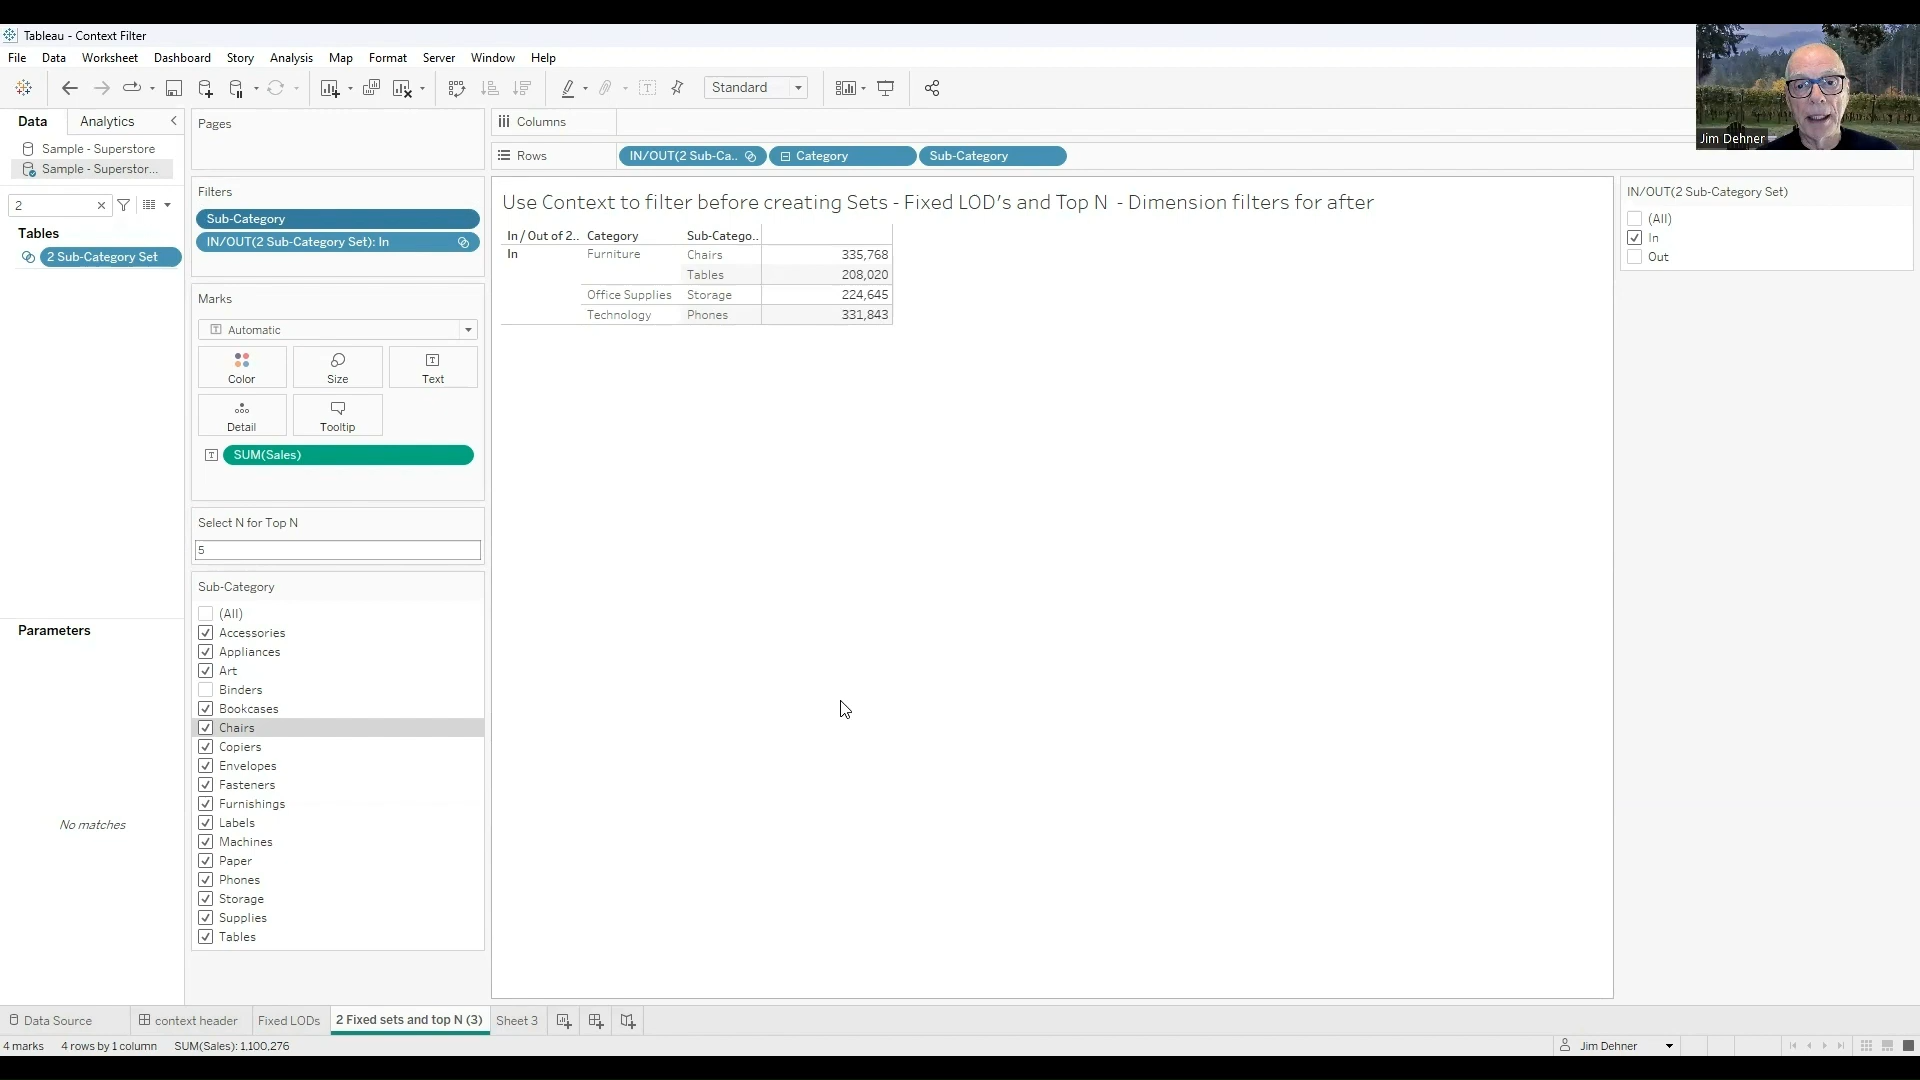 Tableau - Context Filter
File Data Worksheet Dashboard Story Analysis Map Format Server Window Help
Standard
Jim Dehner
Data Analytics
Sample - Superstore
Sample - Superstor...
2
Tables
2 Sub-Category Set
Parameters
No matches
Pages
Filters
Sub-Category
IN/OUT(2 Sub-Category Set): In
Marks
Automatic
Color Size Text
Detail Tooltip
SUM(Sales)
Select N for Top N
5
Sub-Category
(All)
Accessories
Appliances
Art
Binders
Bookcases
Chairs
Copiers
Envelopes
Fasteners
Furnishings
Labels
Machines
Paper
Phones
Storage
Supplies
Tables
Columns
Rows IN/OUT(2 Sub-Ca.. Category Sub-Category
Use Context to filter before creating Sets - Fixed LOD's and Top N - Dimension filters for after
In / Out of 2.. Category Sub-Catego..
In Furniture Chairs 335,768
Tables 208,020
Office Supplies Storage 224,645
Technology Phones 331,843
IN/OUT(2 Sub-Category Set)
(All)
In
Out
Data Source context header Fixed LODs 2 Fixed sets and top N (3) Sheet 3
4 marks 4 rows by 1 column SUM(Sales): 1,100,276 Jim Dehner